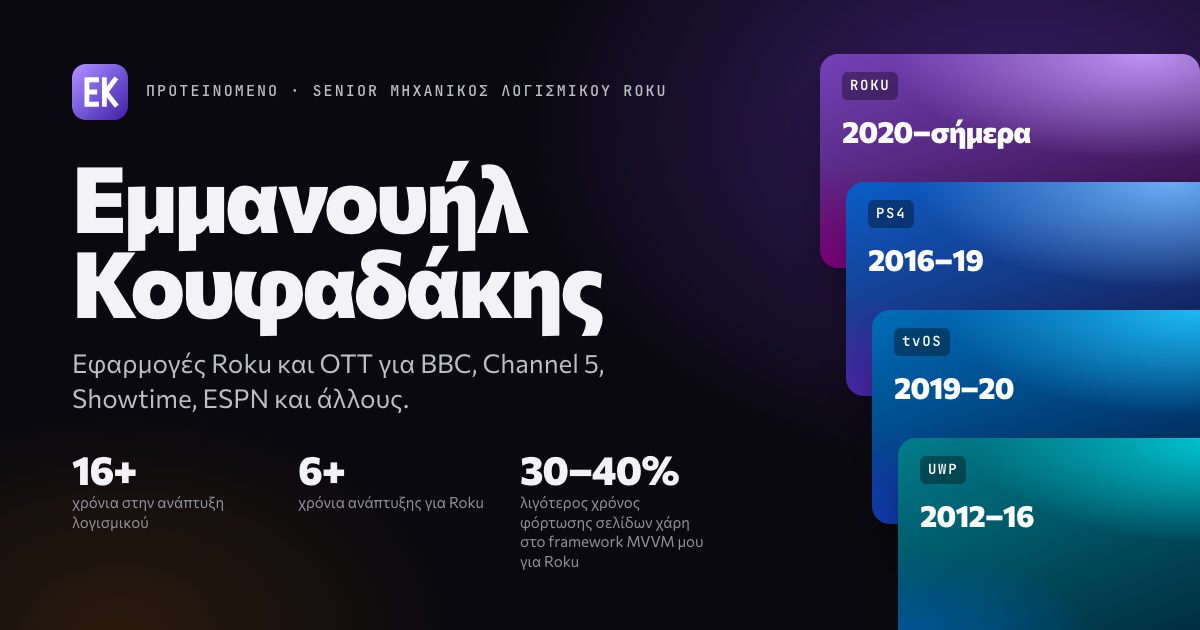 EK
ΠΡΟΤΕΙΝΟΜΕΝΟ · SENIOR ΜΗΧΑΝΙΚΟΣ ΛΟΓΙΣΜΙΚΟΥ ROKU
Εμμανουήλ
Κουφαδάκης
Εφαρμογές Roku και OTT για BBC, Channel 5,
Showtime, ESPN και άλλους.
16+
χρόνια στην ανάπτυξη
λογισμικού
6+
χρόνια ανάπτυξης για Roku
30–40%
λιγότερος χρόνος
φόρτωσης σελίδων χάρη
στο framework MVVM μου
για Roku
ROKU
2020–σήμερα
PS4
2016–19
tvOS
2019–20
UWP
2012–16